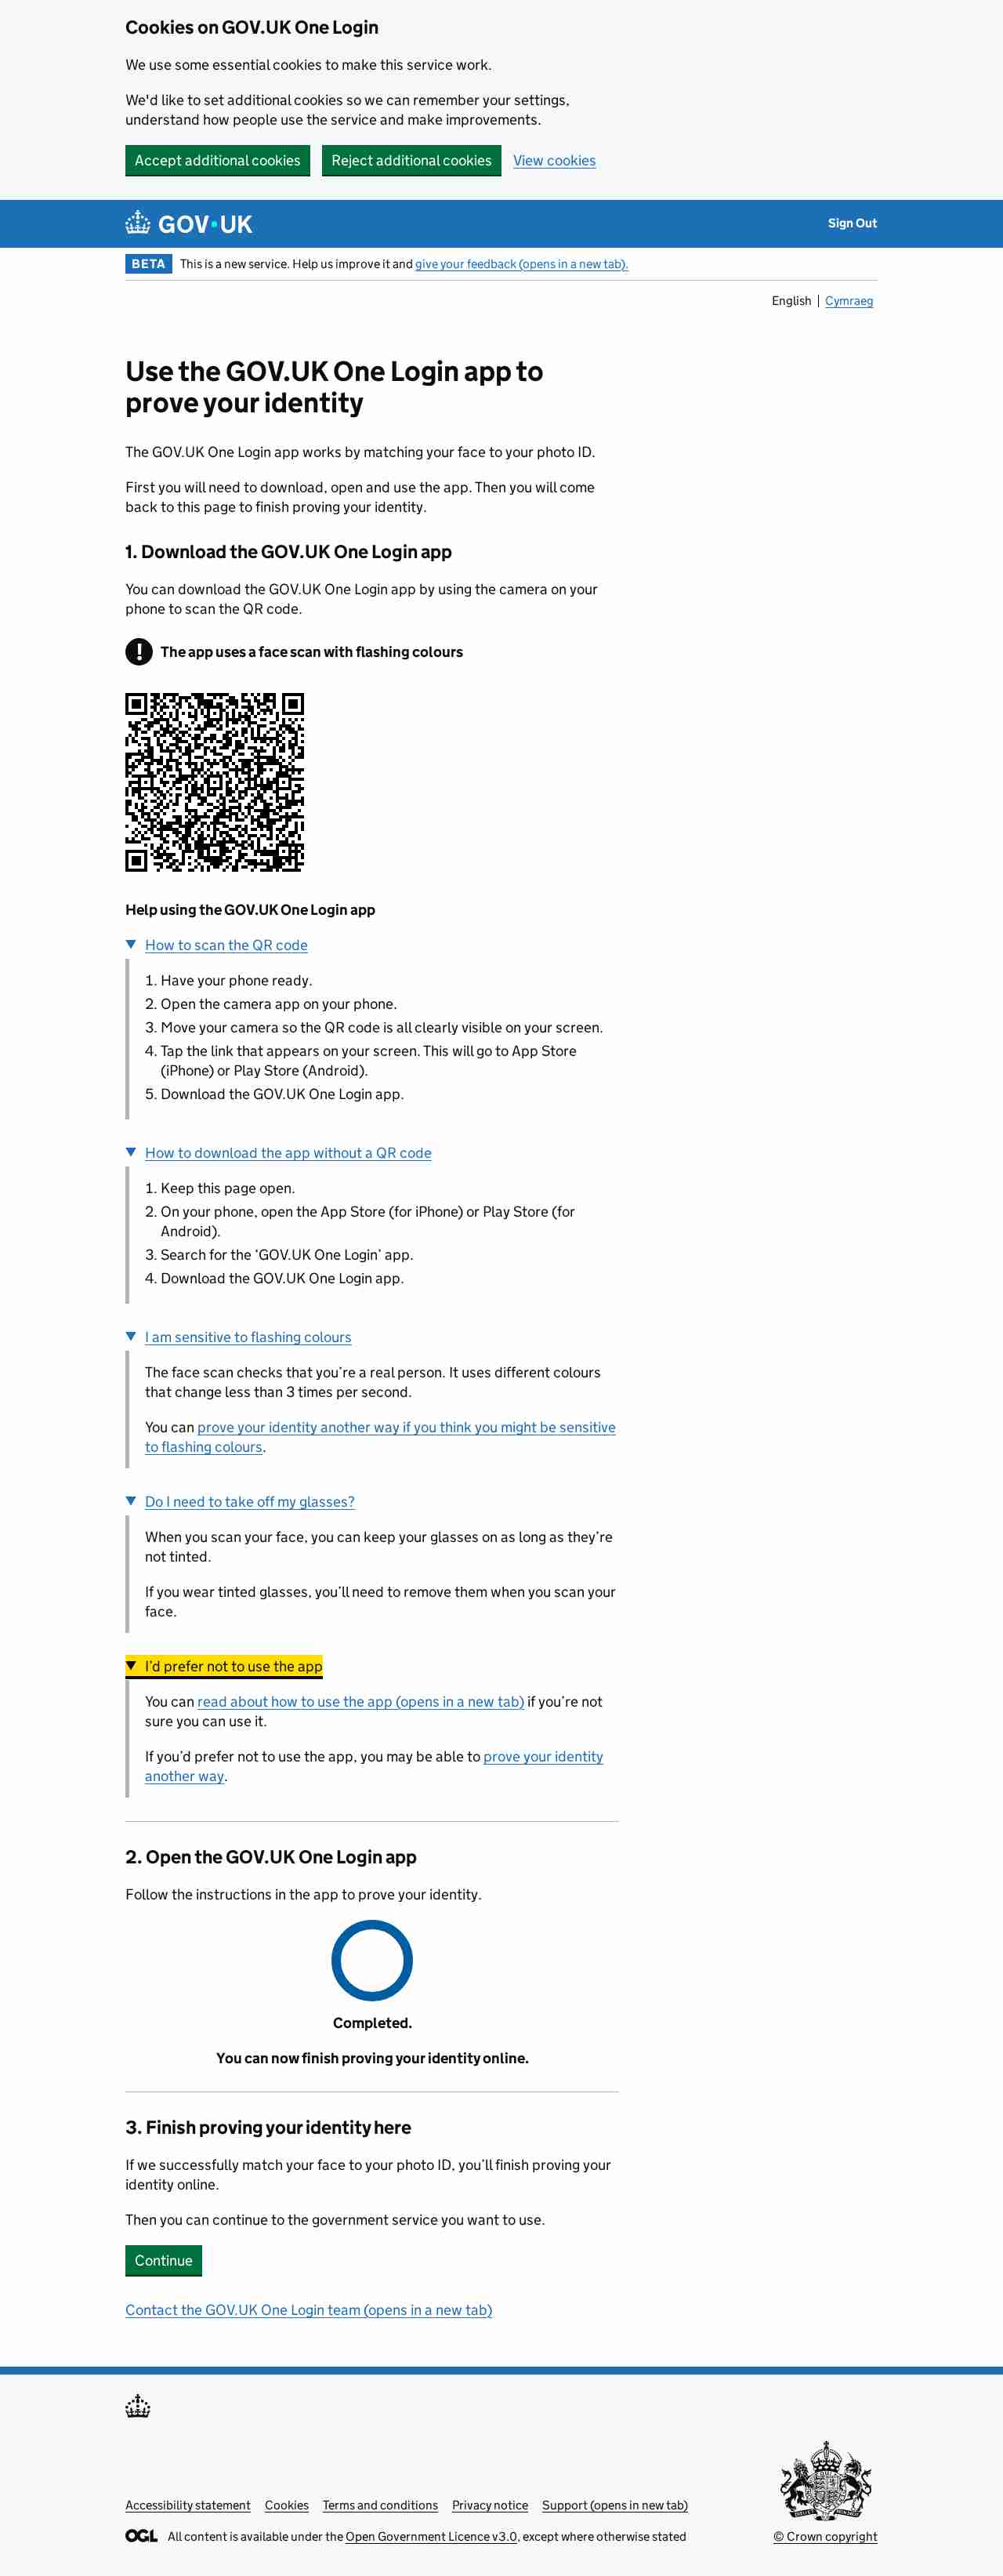 Cookies on GOV.UK One Login
We use some essential cookies to make this service work.
We'd like to set additional cookies so we can remember your settings,
understand how people use the service and make improvements.
Accept additional cookies
Reject additional cookies
View cookies
GOV·UK
Sign Out
BETA
This is a new service. Help us improve it and give your feedback (opens in a new tab).
English
Cymraeg
Use the GOV.UK One Login app to
prove your identity
The GOV.UK One Login app works by matching your face to your photo ID.
First you will need to download, open and use the app. Then you will come
back to this page to finish proving your identity.
1. Download the GOV.UK One Login app
You can download the GOV.UK One Login app by using the camera on your
phone to scan the QR code.
! The app uses a face scan with flashing colours
Help using the GOV.UK One Login app
How to scan the QR code
1. Have your phone ready.
2. Open the camera app on your phone.
3. Move your camera so the QR code is all clearly visible on your screen.
4. Tap the link that appears on your screen. This will go to App Store
(iPhone) or Play Store (Android).
5. Download the GOV.UK One Login app.
How to download the app without a QR code
1. Keep this page open.
2. On your phone, open the App Store (for iPhone) or Play Store (for
Android).
3. Search for the ‘GOV.UK One Login’ app.
4. Download the GOV.UK One Login app.
I am sensitive to flashing colours
The face scan checks that you’re a real person. It uses different colours
that change less than 3 times per second.
You can prove your identity another way if you think you might be sensitive
to flashing colours.
Do I need to take off my glasses?
When you scan your face, you can keep your glasses on as long as they’re
not tinted.
If you wear tinted glasses, you’ll need to remove them when you scan your
face.
I’d prefer not to use the app
You can read about how to use the app (opens in a new tab) if you’re not
sure you can use it.
If you’d prefer not to use the app, you may be able to prove your identity
another way.
2. Open the GOV.UK One Login app
Follow the instructions in the app to prove your identity.
Completed.
You can now finish proving your identity online.
3. Finish proving your identity here
If we successfully match your face to your photo ID, you’ll finish proving your
identity online.
Then you can continue to the government service you want to use.
Continue
Contact the GOV.UK One Login team (opens in a new tab)
Accessibility statement
Cookies
Terms and conditions
Privacy notice
Support (opens in new tab)
OGL
All content is available under the Open Government Licence v3.0, except where otherwise stated
© Crown copyright